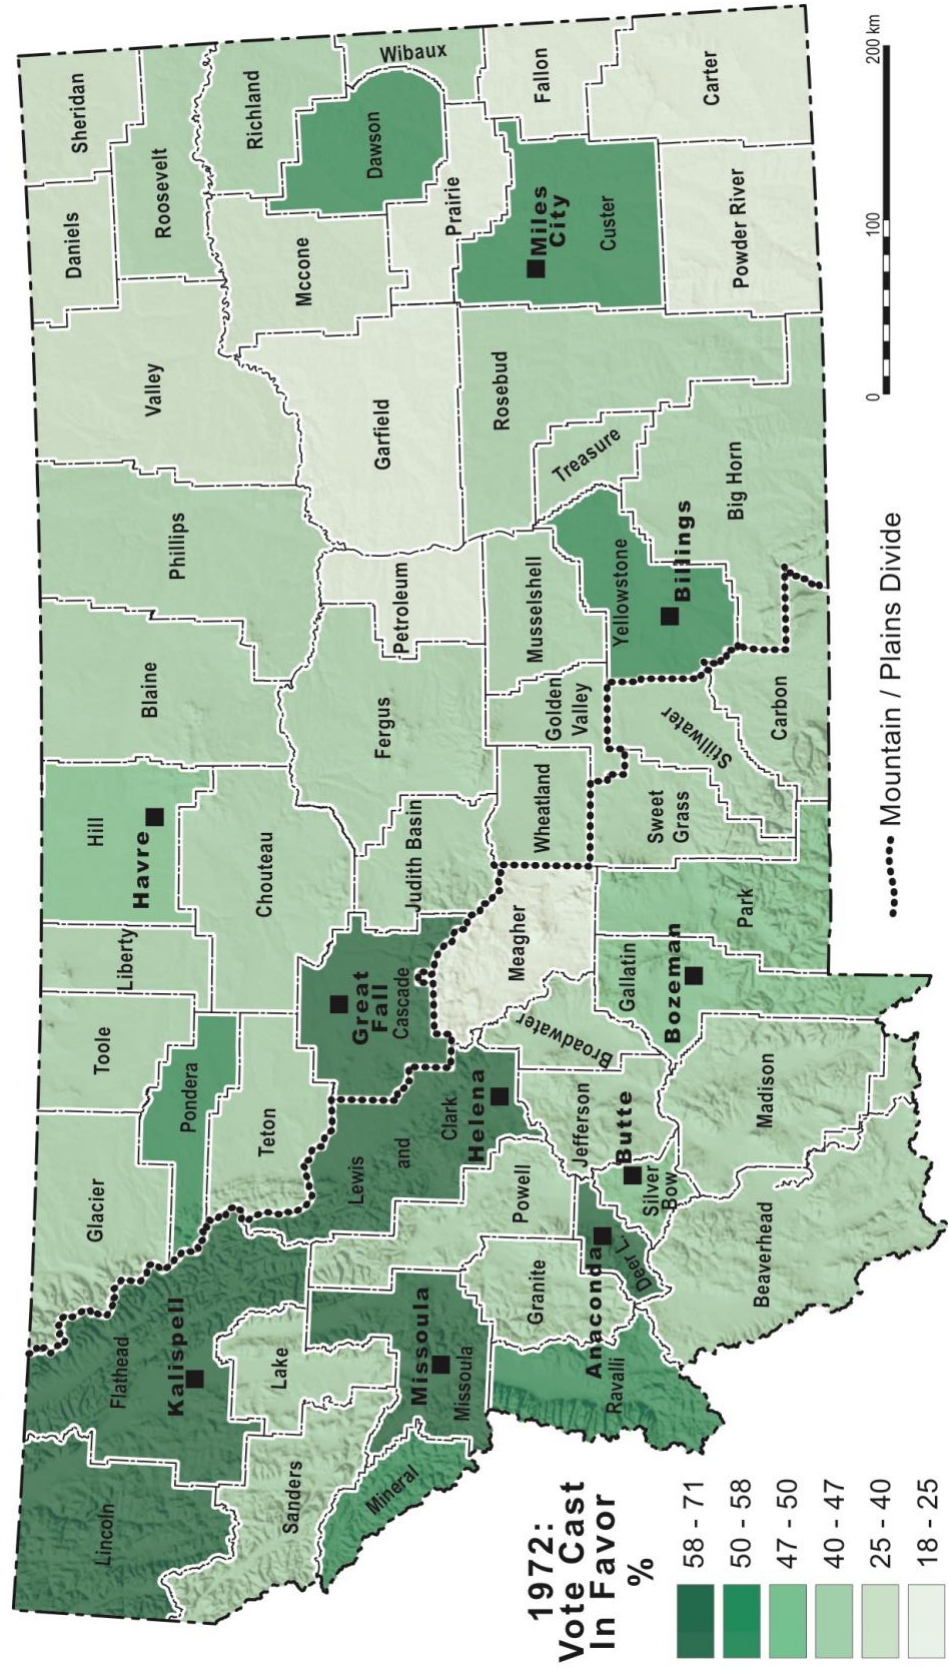 Lincoln
Flathead
Kalispell
Glacier
Toole
Liberty
Hill
Havre
Blaine
Phillips
Valley
Daniels
Sheridan
Roosevelt
Sanders
Lake
Pondera
Teton
Chouteau
Richland
Mccone
Dawson
Wibaux
Mineral
Missoula
Missoula
Powell
Lewis
and
Clark
Helena
Great
Fall
Cascade
Judith Basin
Fergus
Petroleum
Garfield
Prairie
Fallon
Granite
Ravalli
Anaconda
Deer L.
Silver
Bow
Butte
Jefferson
Broadwater
Meagher
Wheatland
Golden
Valley
Musselshell
Treasure
Rosebud
Miles
City
Custer
Carter
Beaverhead
Madison
Gallatin
Bozeman
Park
Sweet
Grass
Stillwater
Carbon
Yellowstone
Billings
Big Horn
Powder River
1972:
Vote Cast
In Favor
%
58 - 71
50 - 58
47 - 50
40 - 47
25 - 40
18 - 25
Mountain / Plains Divide
0 100 200 km